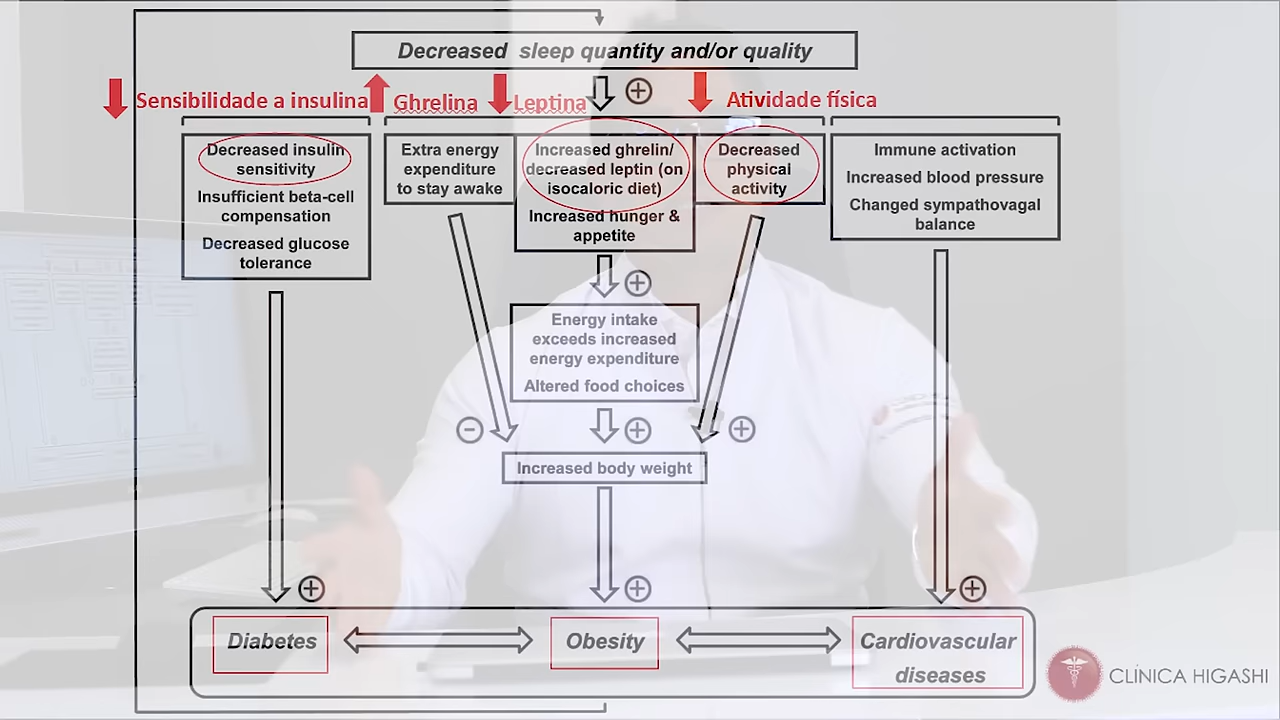 Decreased sleep quantity and/or quality
Sensibilidade a insulina
Ghrelina
Leptina
Atividade física
Decreased insulin
sensitivity
Insufficient beta-cell
compensation
Decreased glucose
tolerance
Extra energy
expenditure
to stay awake
Increased ghrelin/
decreased leptin (on
isocaloric diet)
Increased hunger &
appetite
Decreased
physical
activity
Immune activation
Increased blood pressure
Changed sympathovagal
balance
Energy intake
exceeds increased
energy expenditure
Altered food choices
Increased body weight
Diabetes
Obesity
Cardiovascular
diseases
CLÍNICA HIGASHI